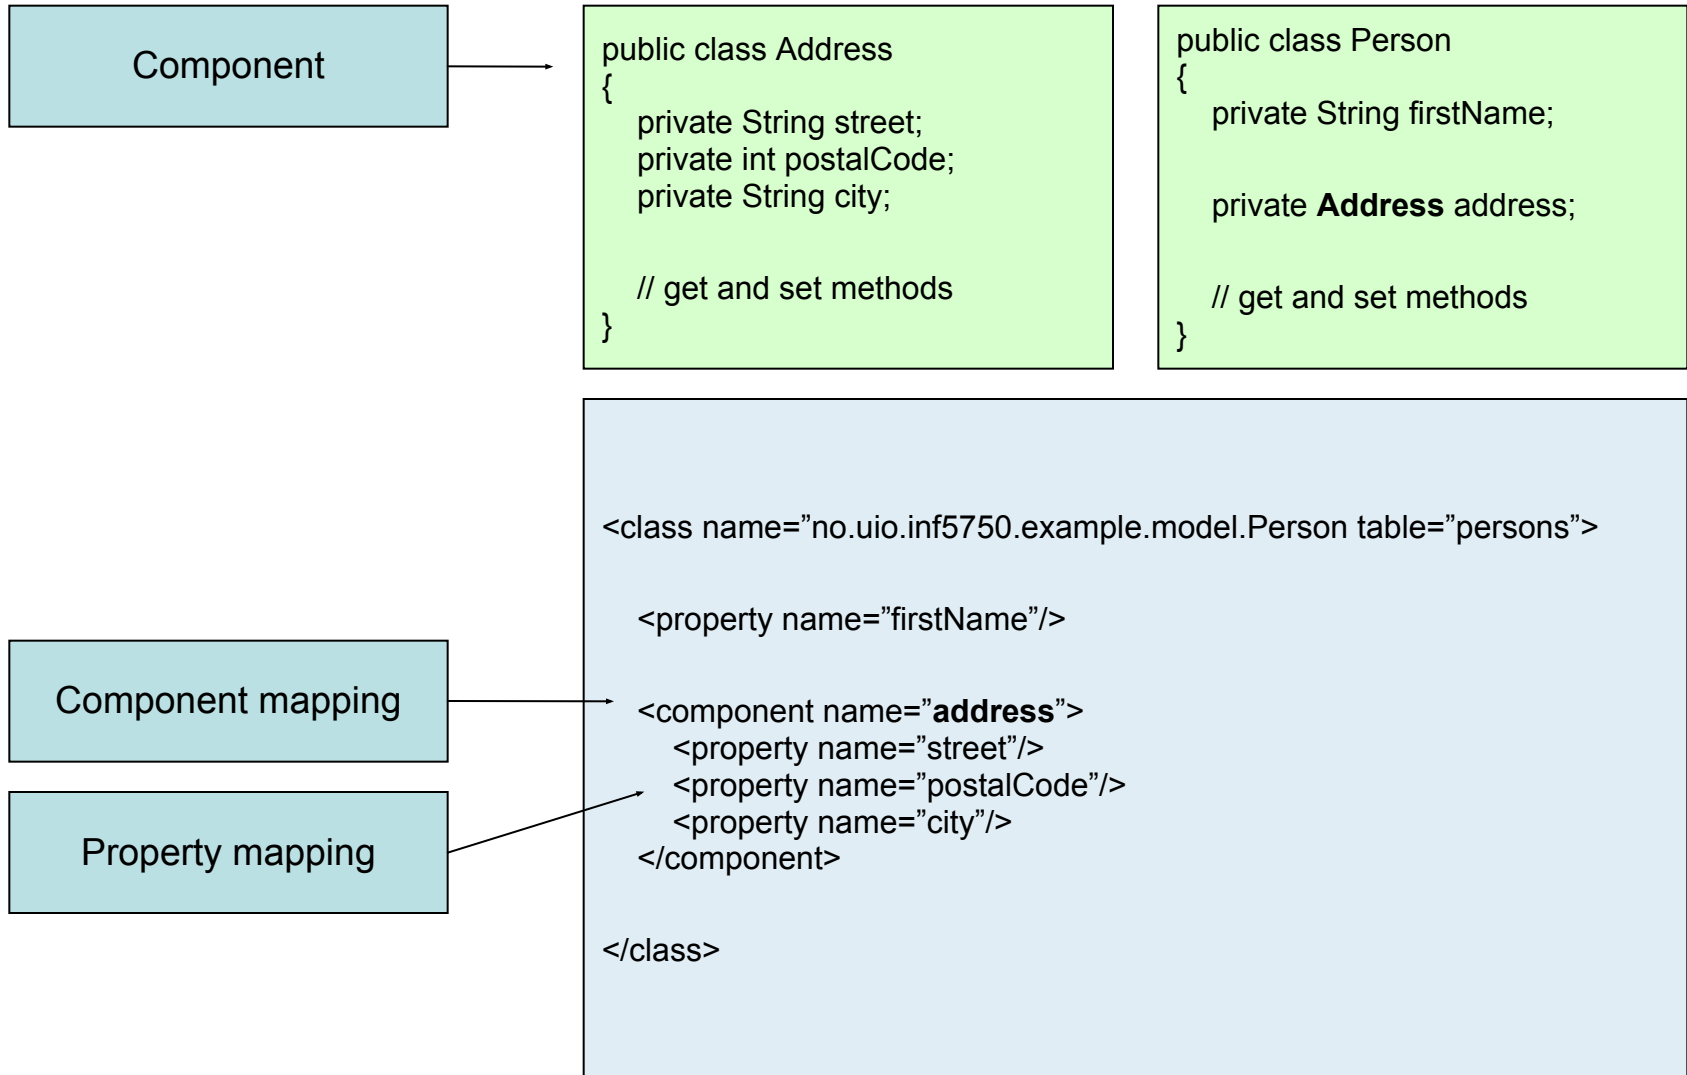 Component
public class Address
{
private String street;
private int postalCode;
private String city;
// get and set methods
}
public class Person
{
private String firstName;
private Address address;
// get and set methods
}
<class name=”no.uio.inf5750.example.model.Person table=”persons”>
<property name=”firstName”/>
Component mapping
<component name=”address”>
<property name=”street”/>
<property name=”postalCode”/>
<property name=”city”/>
</component>
Property mapping
</class>